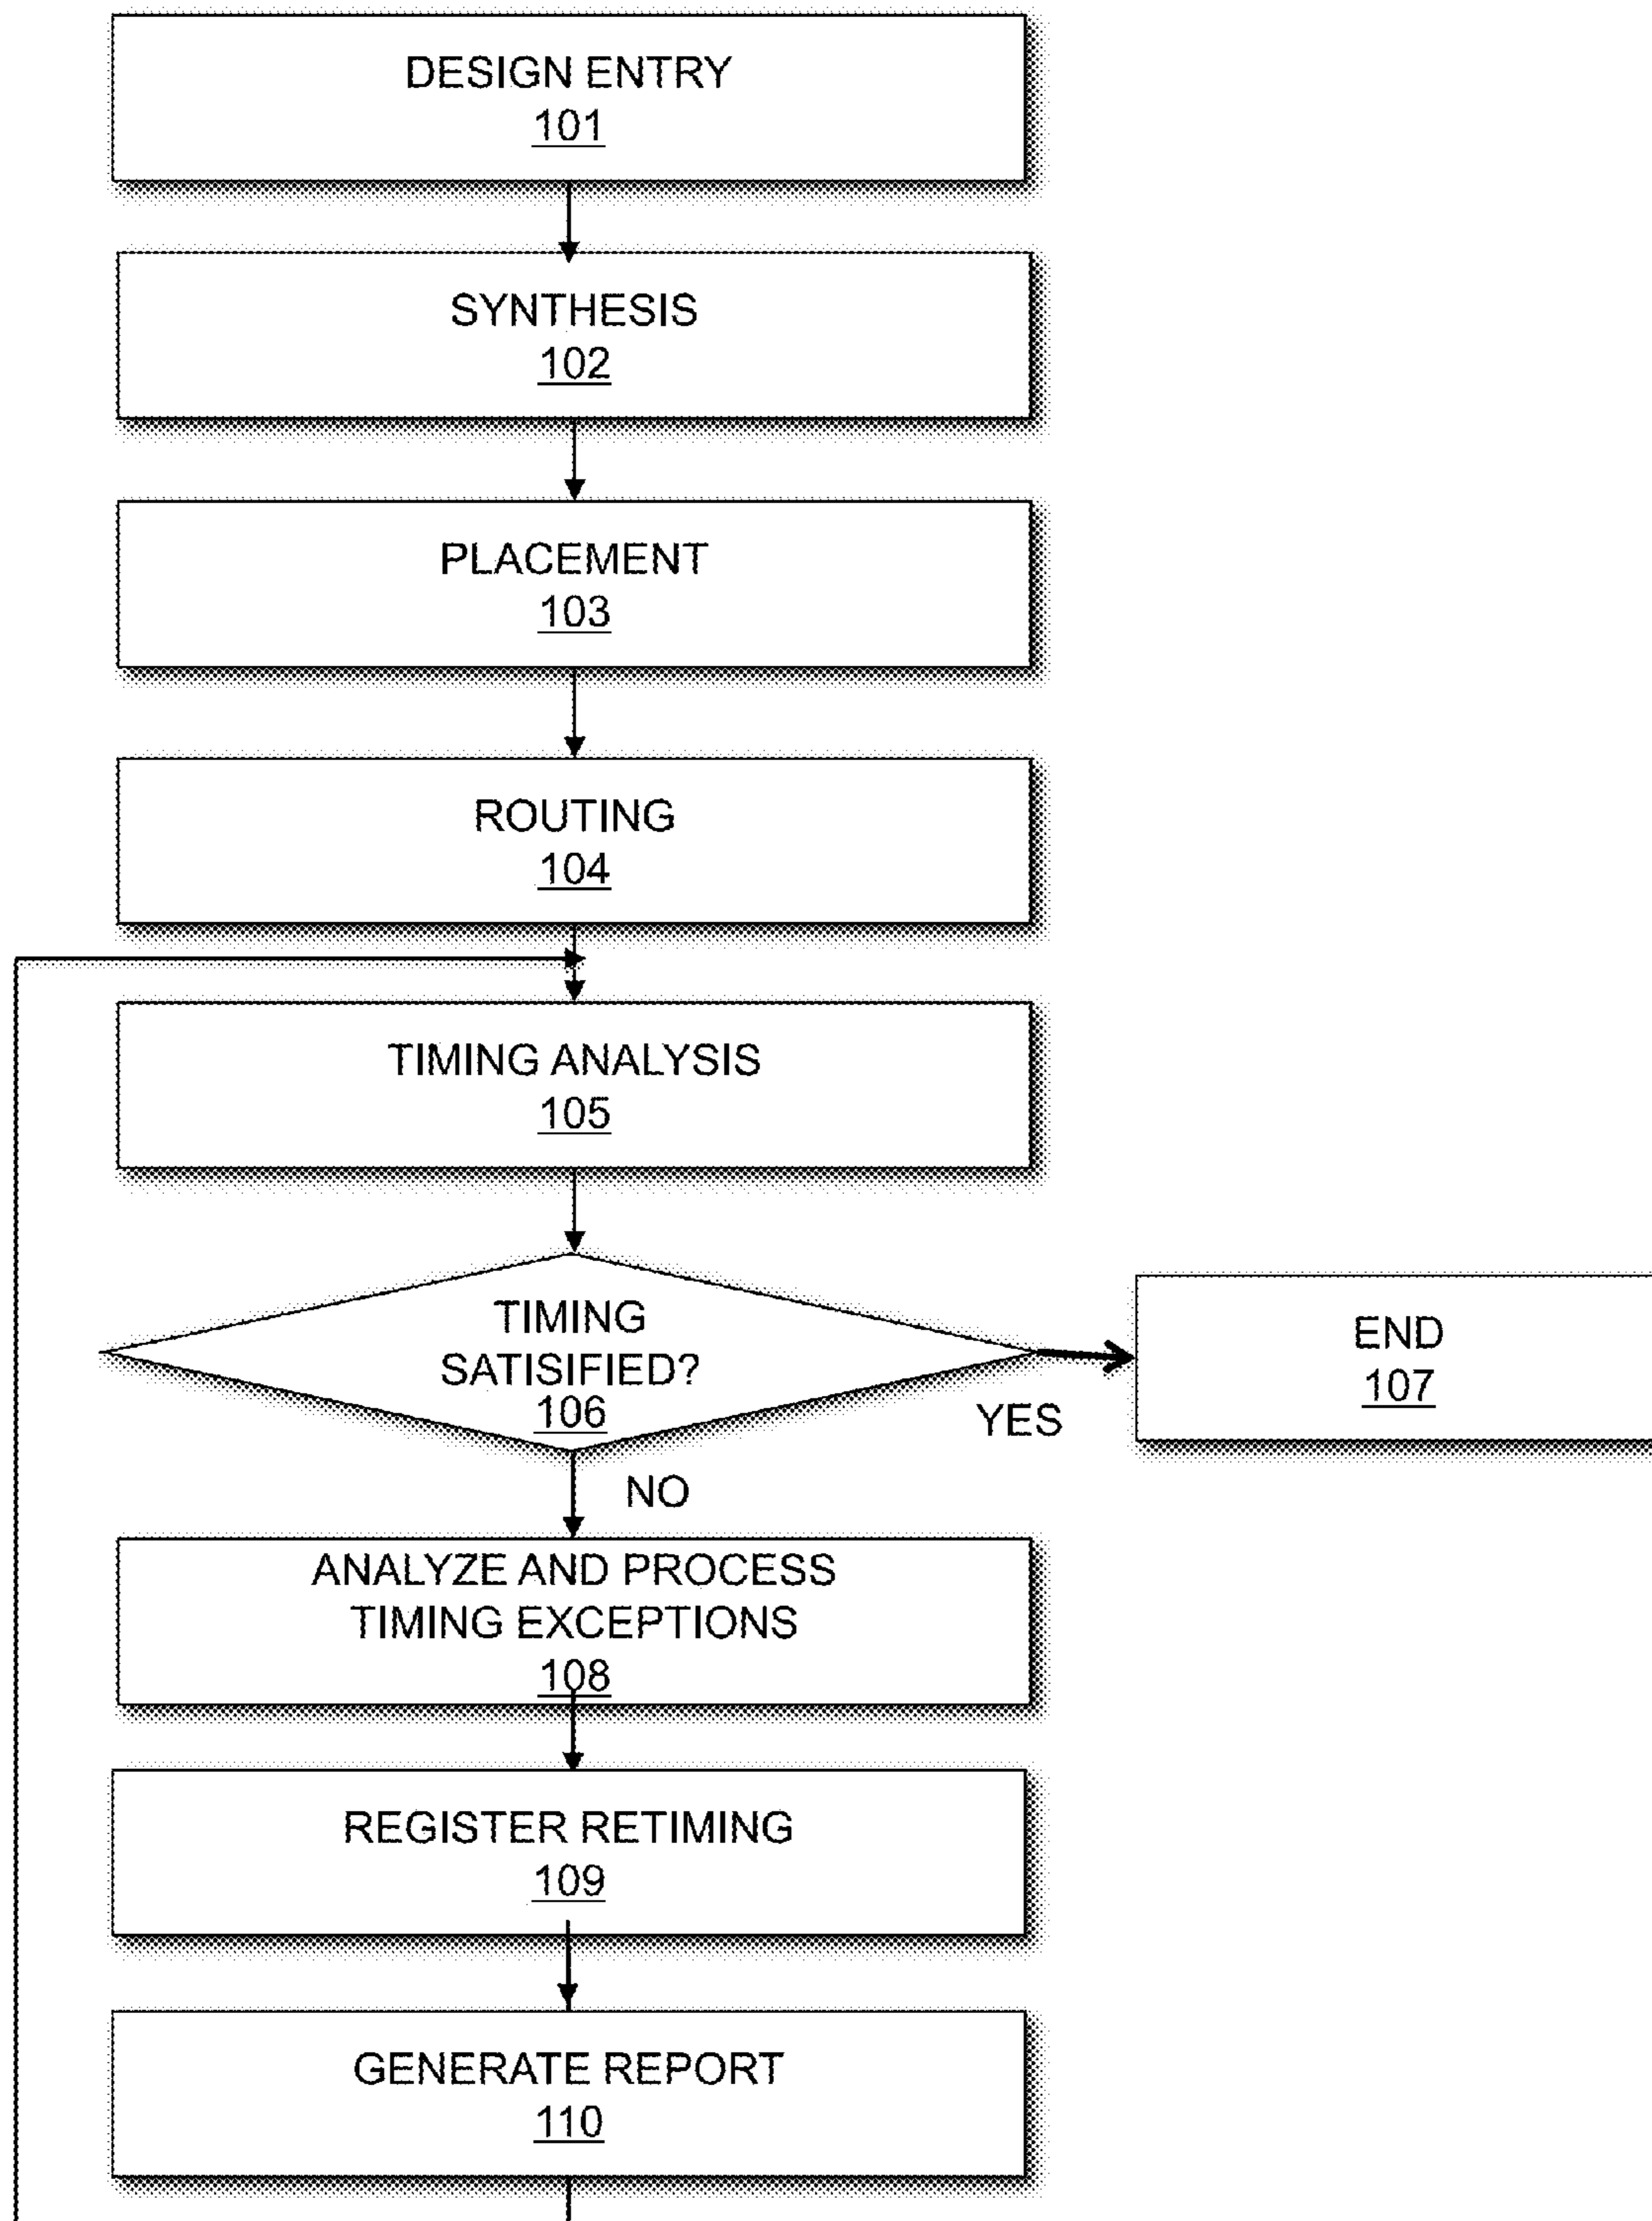 DESIGN ENTRY
101
SYNTHESIS
102
PLACEMENT
103
ROUTING
104
TIMING ANALYSIS
105
TIMING
SATISIFIED?
106
YES
END
107
NO
ANALYZE AND PROCESS
TIMING EXCEPTIONS
108
REGISTER RETIMING
109
GENERATE REPORT
110